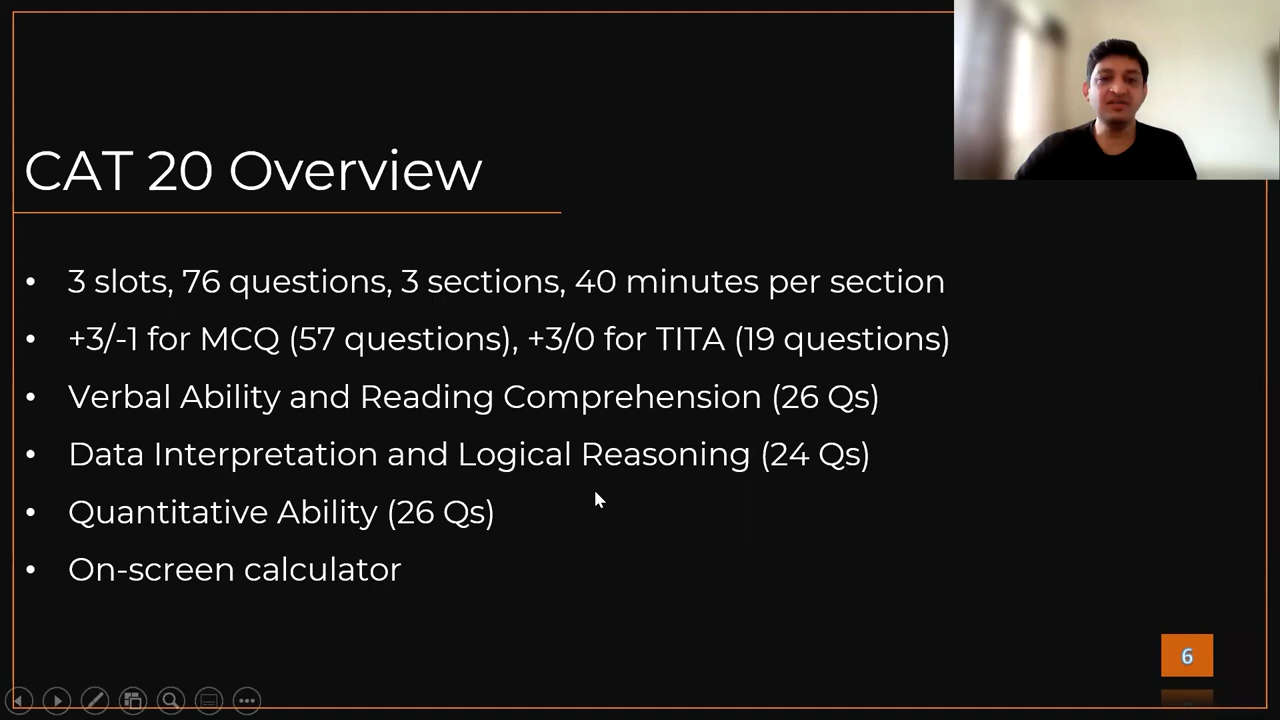 CAT 20 Overview
• 3 slots, 76 questions, 3 sections, 40 minutes per section
• +3/-1 for MCQ (57 questions), +3/0 for TITA (19 questions)
• Verbal Ability and Reading Comprehension (26 Qs)
• Data Interpretation and Logical Reasoning (24 Qs)
• Quantitative Ability (26 Qs)
• On-screen calculator
6